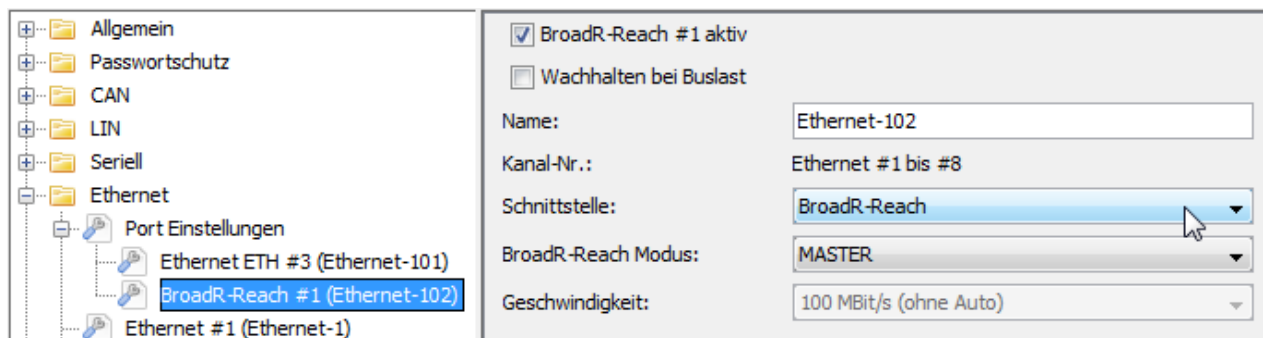 Allgemein
Passwortschutz
CAN
LIN
Seriell
Ethernet
Port Einstellungen
Ethernet ETH #3 (Ethernet-101)
BroadR-Reach #1 (Ethernet-102)
Ethernet #1 (Ethernet-1)
BroadR-Reach #1 aktiv
Wachhalten bei Buslast
Name: Ethernet-102
Kanal-Nr.: Ethernet #1 bis #8
Schnittstelle: BroadR-Reach
BroadR-Reach Modus: MASTER
Geschwindigkeit: 100 MBit/s (ohne Auto)